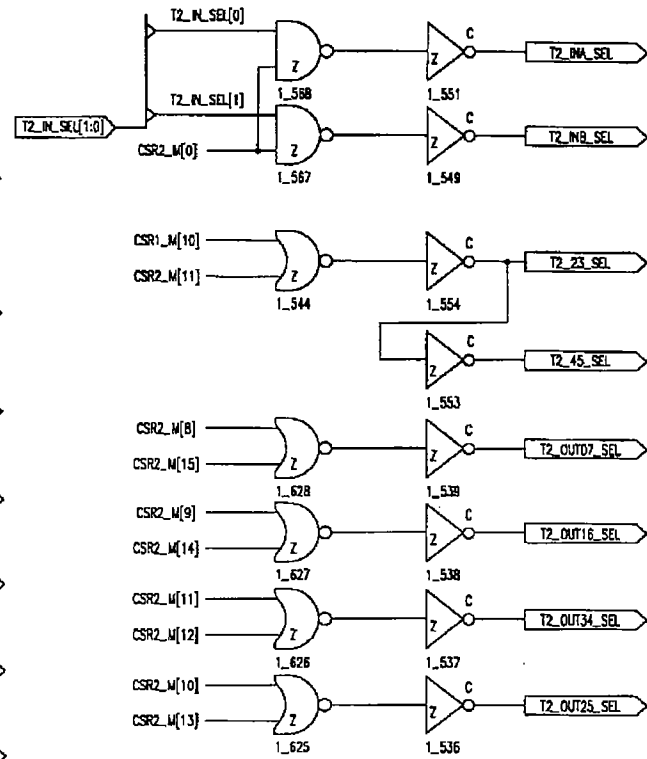 T2_IN_SEL[0]
C
Z
Z
T2_INA_SEL
1_568
1_551
T2_IN_SEL[1]
C
T2_IN_SEL[1:0]
Z
Z
T2_INB_SEL
CSR2_M[0]
1_567
1_549
CSR1_M[10]
C
Z
T2_23_SEL
CSR2_M[11]
1_544
1_554
C
Z
T2_45_SEL
1_553
CSR2_M[8]
C
Z
Z
T2_OUT07_SEL
CSR2_M[15]
1_628
1_539
CSR2_M[9]
C
Z
Z
T2_OUT16_SEL
CSR2_M[14]
1_627
1_538
CSR2_M[11]
C
Z
Z
T2_OUT34_SEL
CSR2_M[12]
1_626
1_537
CSR2_M[10]
C
Z
Z
T2_OUT25_SEL
CSR2_M[13]
1_625
1_536